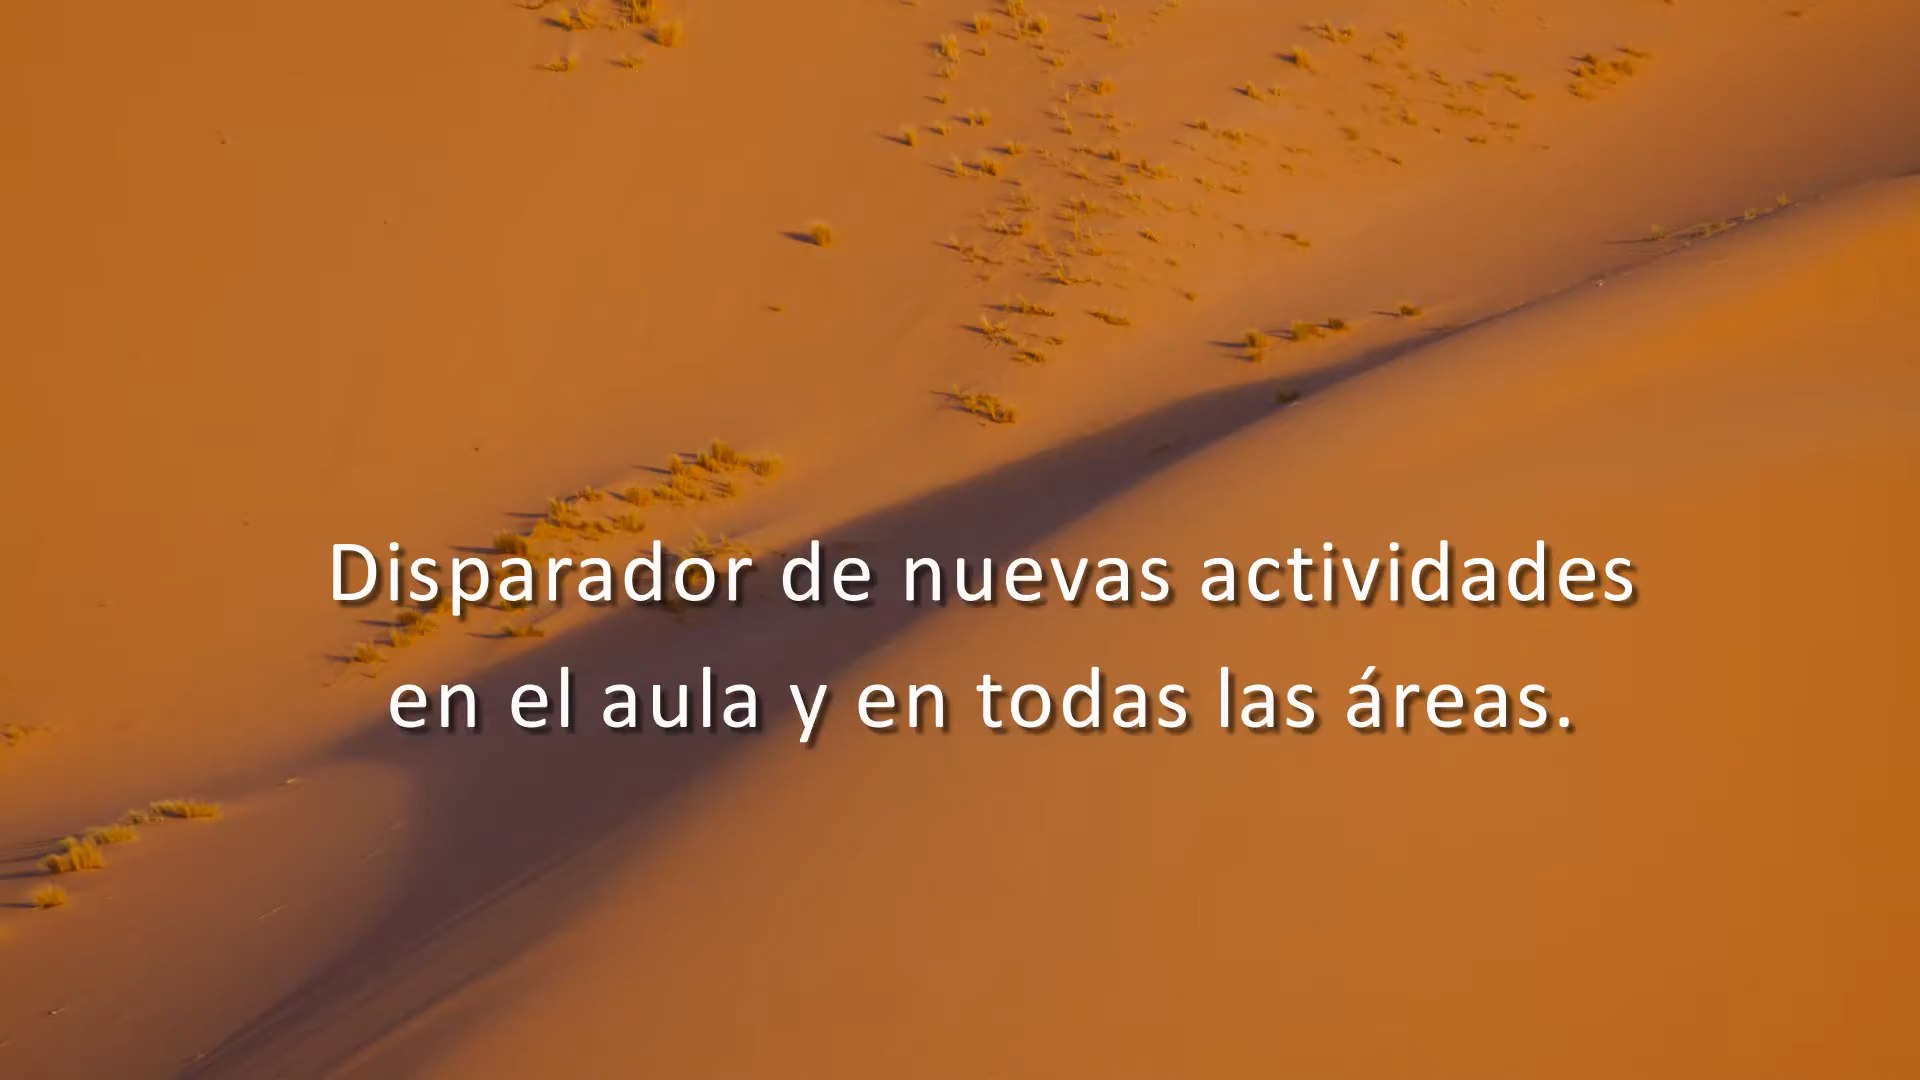 Disparador de nuevas actividades
en el aula y en todas las áreas.